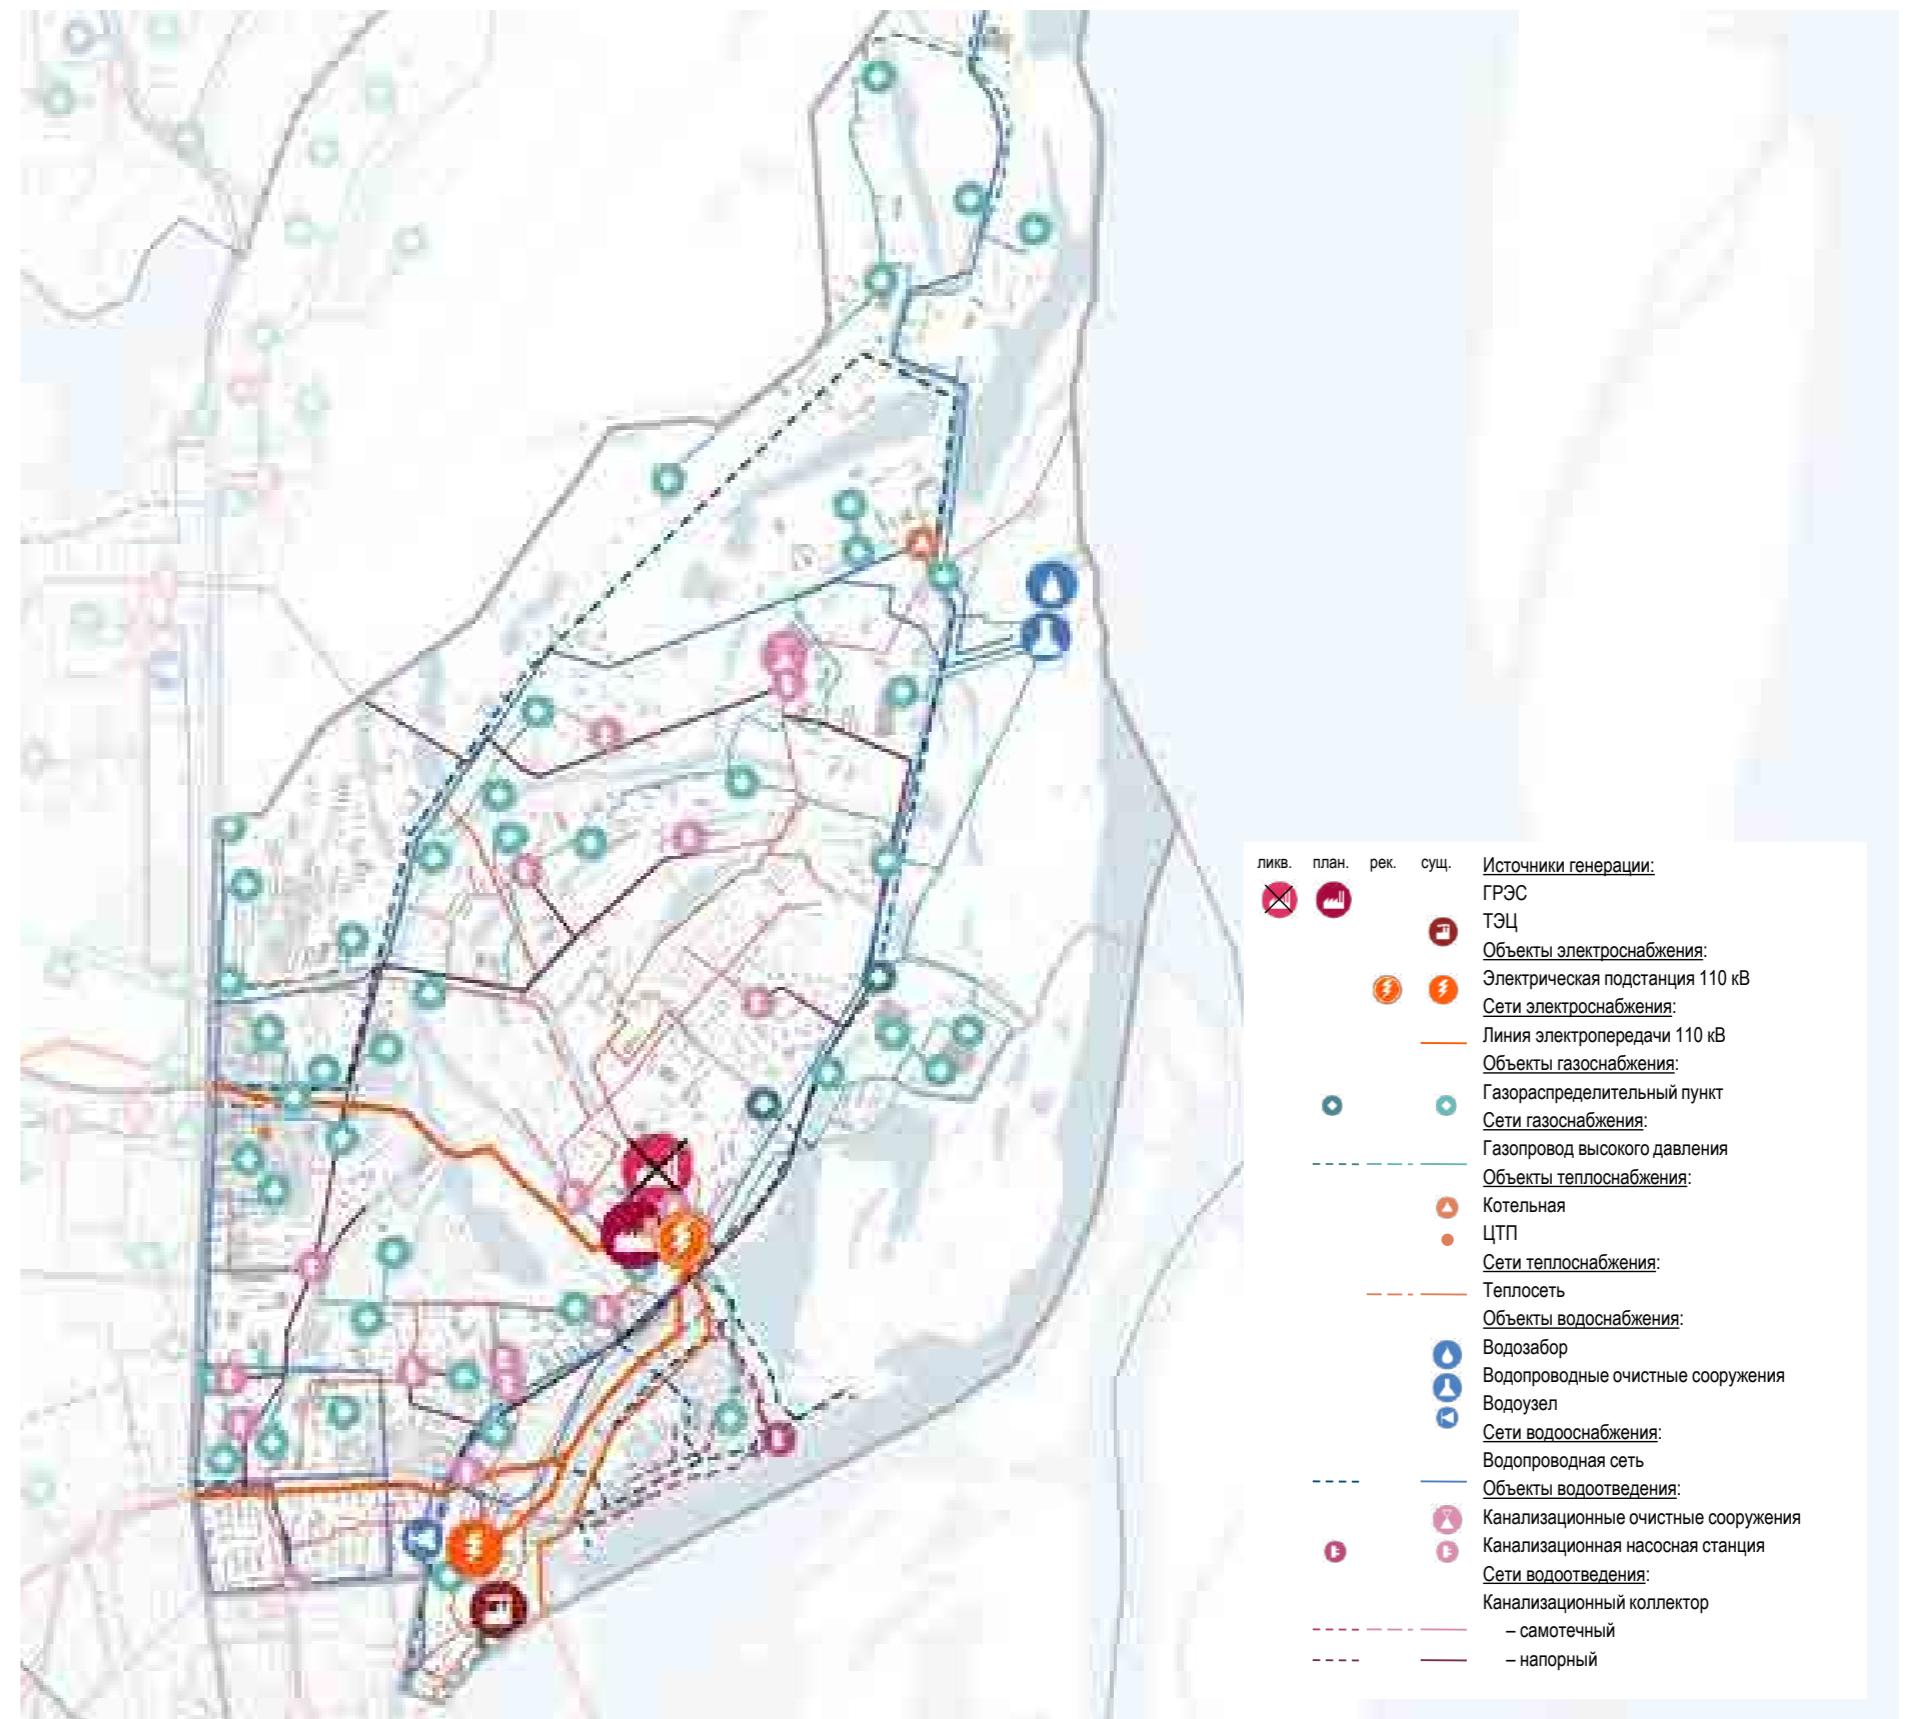 ликв. план. рек. сущ. Источники генерации:
ГРЭС
ТЭЦ
Объекты электроснабжения:
Электрическая подстанция 110 кВ
Сети электроснабжения:
Линия электропередачи 110 кВ
Объекты газоснабжения:
Газораспределительный пункт
Сети газоснабжения:
Газопровод высокого давления
Объекты теплоснабжения:
Котельная
ЦТП
Сети теплоснабжения:
Теплосеть
Объекты водоснабжения:
Водозабор
Водопроводные очистные сооружения
Водоузел
Сети водооснабжения:
Водопроводная сеть
Объекты водоотведения:
Канализационные очистные сооружения
Канализационная насосная станция
Сети водоотведения:
Канализационный коллектор
– самотечный
– напорный